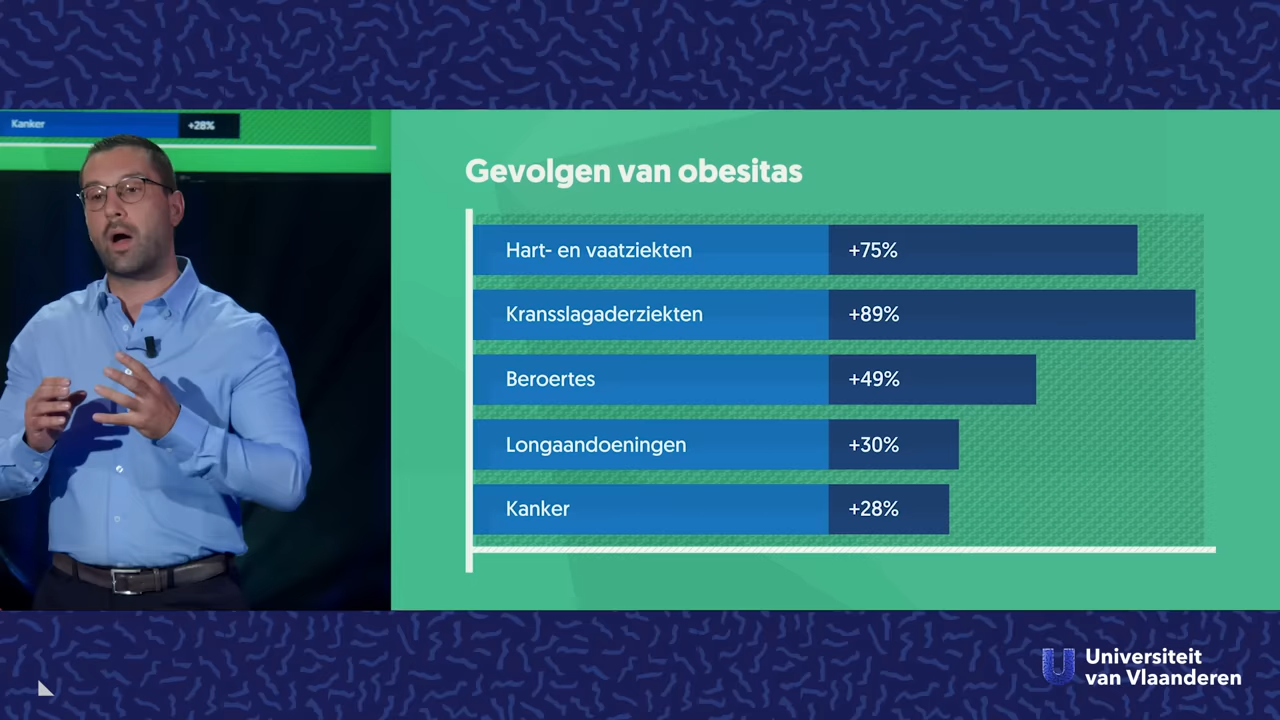 Kanker
+28%
Gevolgen van obesitas
Hart- en vaatziekten +75%
Kransslagaderziekten +89%
Beroertes +49%
Longaandoeningen +30%
Kanker +28%
Universiteit
van Vlaanderen